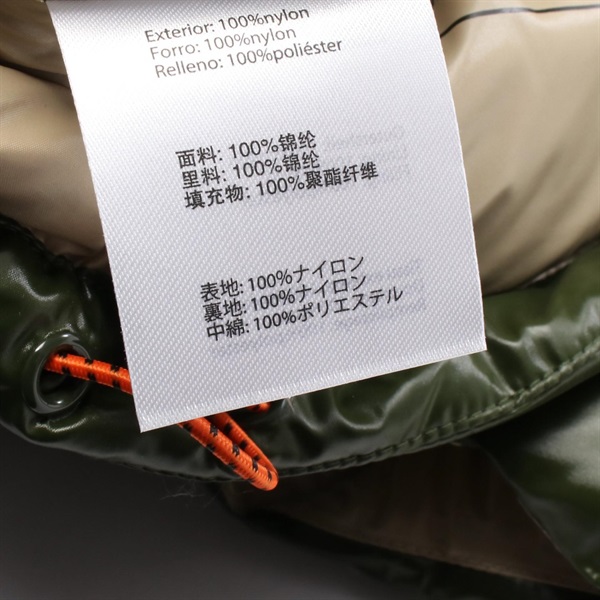 Exterior: 100%nylon
Forro: 100%nylon
Relleno: 100%poliéster
面料: 100%锦纶
里料: 100%锦纶
填充物: 100%聚酯纤维
表地: 100%ナイロン
裏地: 100%ナイロン
中綿: 100%ポリエステル